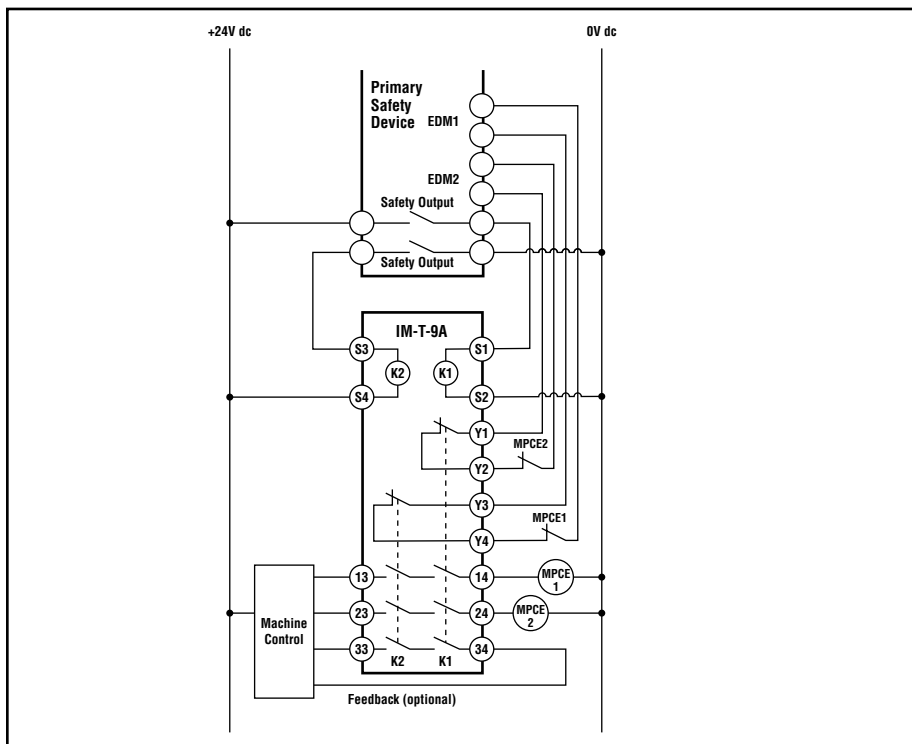 +24V dc
0V dc
Primary
Safety
Device
EDM1
EDM2
Safety Output
Safety Output
IM-T-9A
S3
S1
K2
K1
S4
S2
Y1
MPCE2
Y2
Y3
MPCE1
Y4
13
14
MPCE
1
23
24
MPCE
2
Machine
Control
33
K2
K1
34
Feedback (optional)